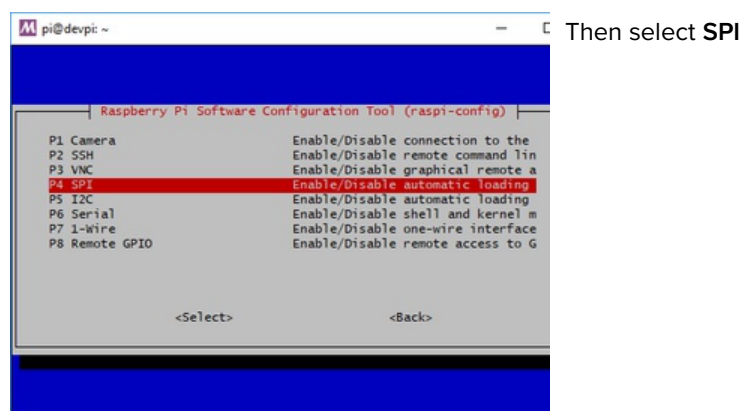 pi@devpi: ~
Then select SPI
Raspberry Pi Software Configuration Tool (raspi-config)
P1 Camera Enable/Disable connection to the
P2 SSH Enable/Disable remote command lin
P3 VNC Enable/Disable graphical remote a
P4 SPI Enable/Disable automatic loading
P5 I2C Enable/Disable automatic loading
P6 Serial Enable/Disable shell and kernel m
P7 1-Wire Enable/Disable one-wire interface
P8 Remote GPIO Enable/Disable remote access to G
<Select> <Back>